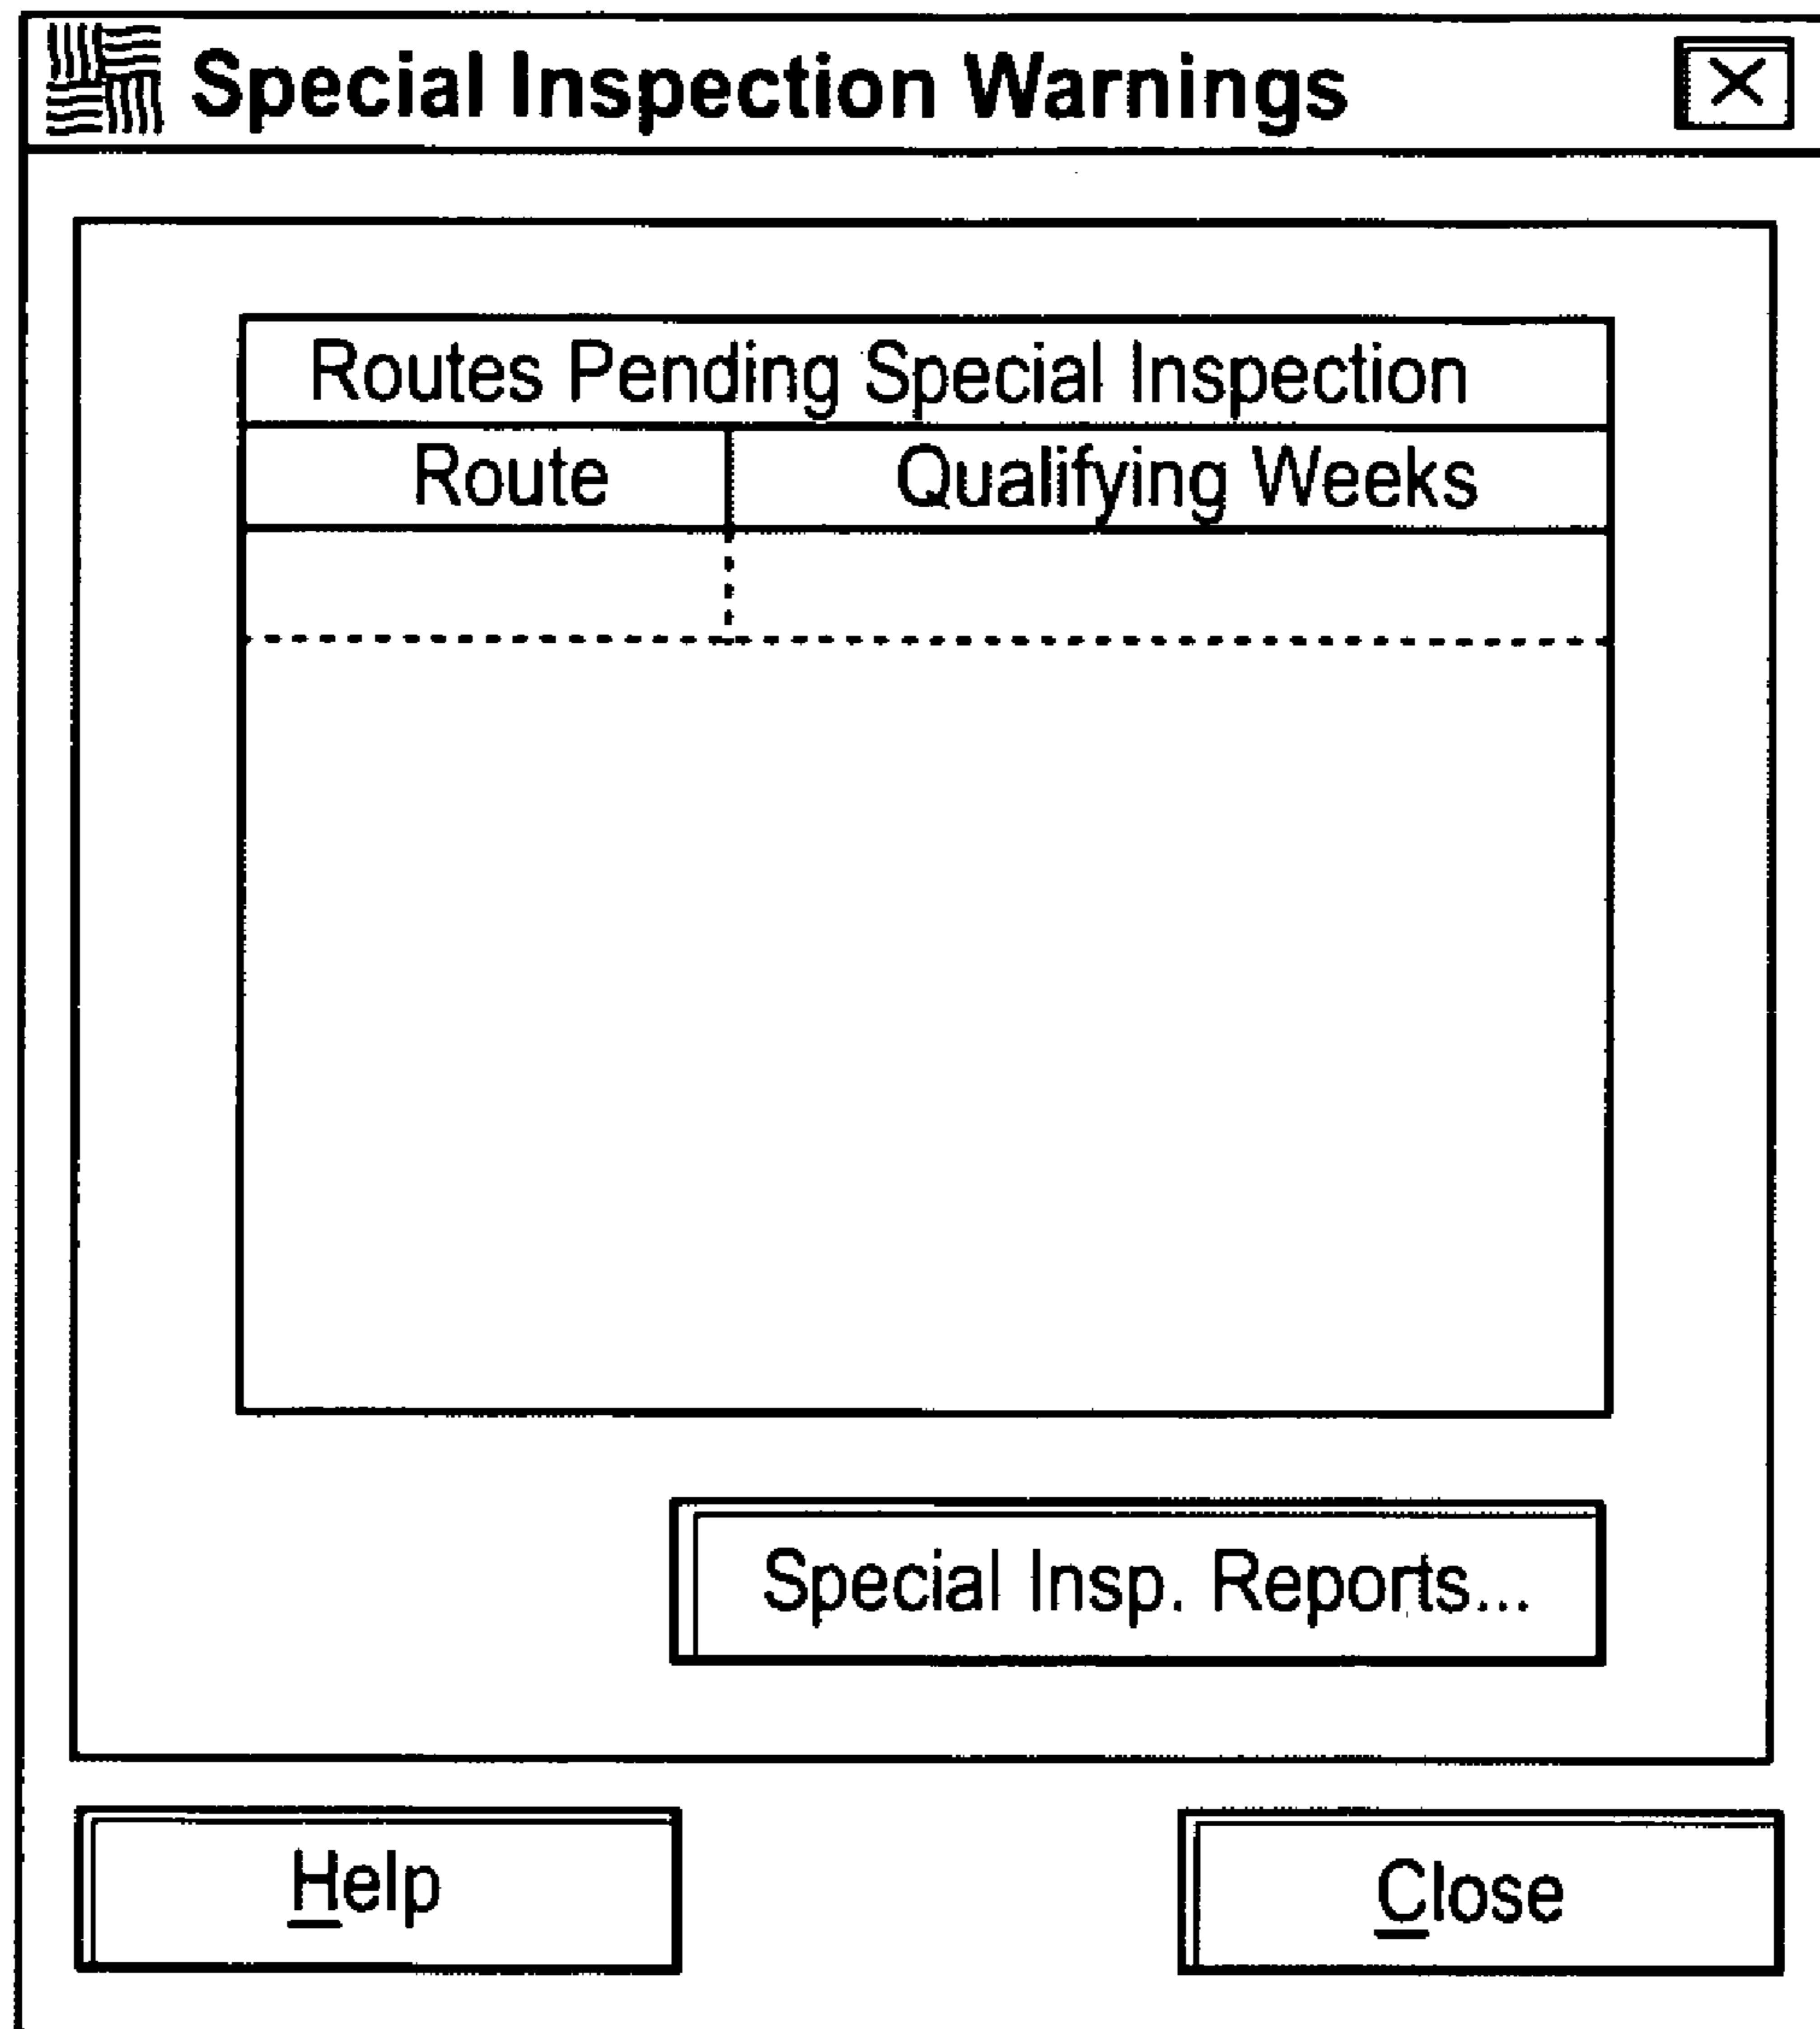 Special Inspection Warnings
Routes Pending Special Inspection
Route Qualifying Weeks
Special Insp. Reports...
Help Close